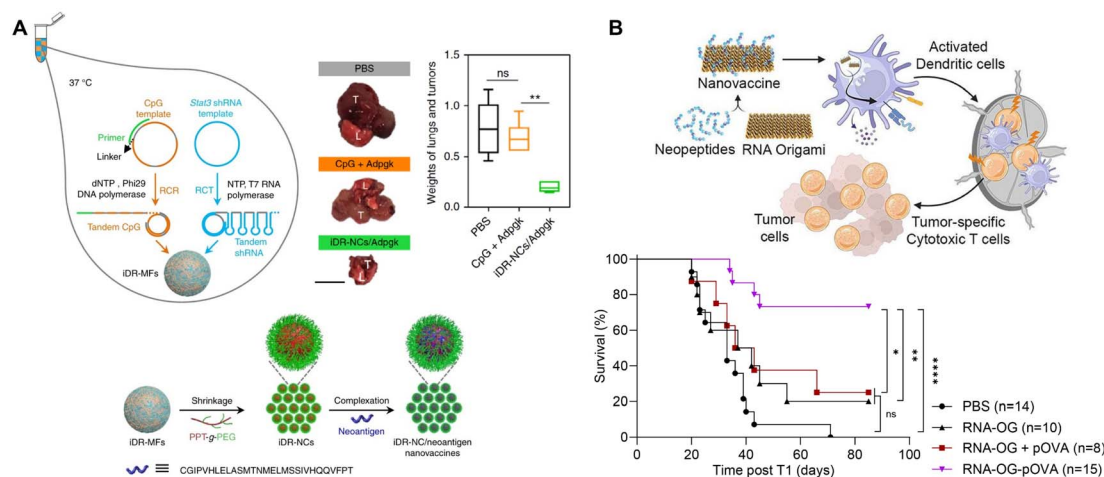 A
37 °C
CpG
template
Stat3 shRNA
template
Primer
Linker
dNTP , Phi29
DNA polymerase
RCR
RCT
NTP, T7 RNA
polymerase
Tandem CpG
Tandem
shRNA
iDR-MFs
PBS
T
L
CpG + Adpgk
L
T
iDR-NCs/Adpgk
T
L
Weights of lungs and tumors
1.5
1.0
0.5
0.0
ns
**
PBS
CpG + Adpgk
iDR-NCs/Adpgk
iDR-MFs
Shrinkage
PPT-g-PEG
iDR-NCs
Complexation
Neoantigen
iDR-NC/neoantigen
nanovaccines
CGIPVHLELASMTNMELMSSIVHQQVFPT
B
Nanovaccine
Neopeptides
RNA Origami
Activated
Dendritic cells
Tumor
cells
Tumor-specific
Cytotoxic T cells
Survival (%)
100
80
60
40
20
0
0 20 40 60 80 100
Time post T1 (days)
*
**
****
ns
PBS (n=14)
RNA-OG (n=10)
RNA-OG + pOVA (n=8)
RNA-OG-pOVA (n=15)